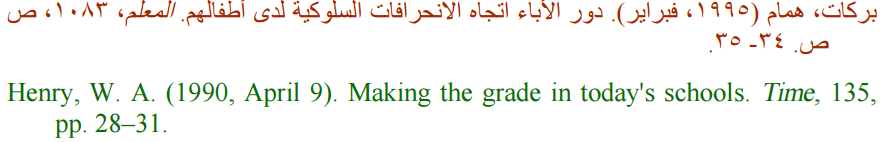 بركات، همام (١٩٩٥، فبراير). دور الأباء اتجاه الانحرافات السلوكية لدى أطفالهم. المعلم، ١٠٨٣، ص
ص. ٣٤- ٣٥.
Henry, W. A. (1990, April 9). Making the grade in today's schools. Time, 135,
pp. 28–31.